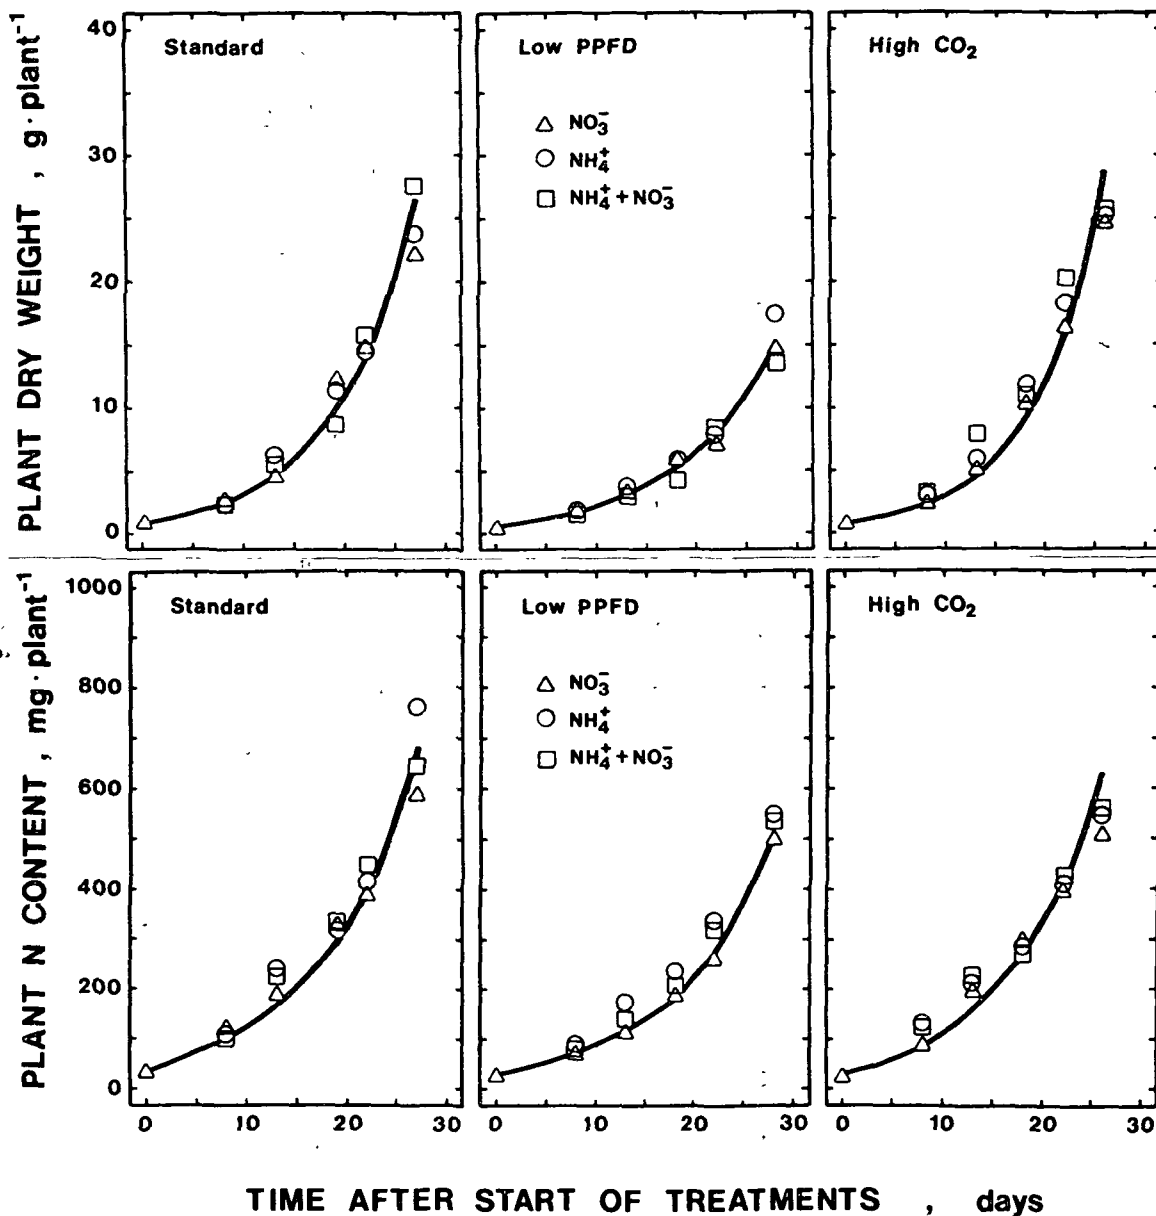 PLANT DRY WEIGHT , g·plant⁻¹
40
30
20
10
0
Standard
Low PPFD
NO₃⁻
NH₄⁺
NH₄⁺+NO₃⁻
High CO₂
PLANT N CONTENT , mg·plant⁻¹
1000
800
600
400
200
0
Standard
Low PPFD
NO₃⁻
NH₄⁺
NH₄⁺+NO₃⁻
High CO₂
0 10 20 30
0 10 20 30
0 10 20 30
TIME AFTER START OF TREATMENTS , days